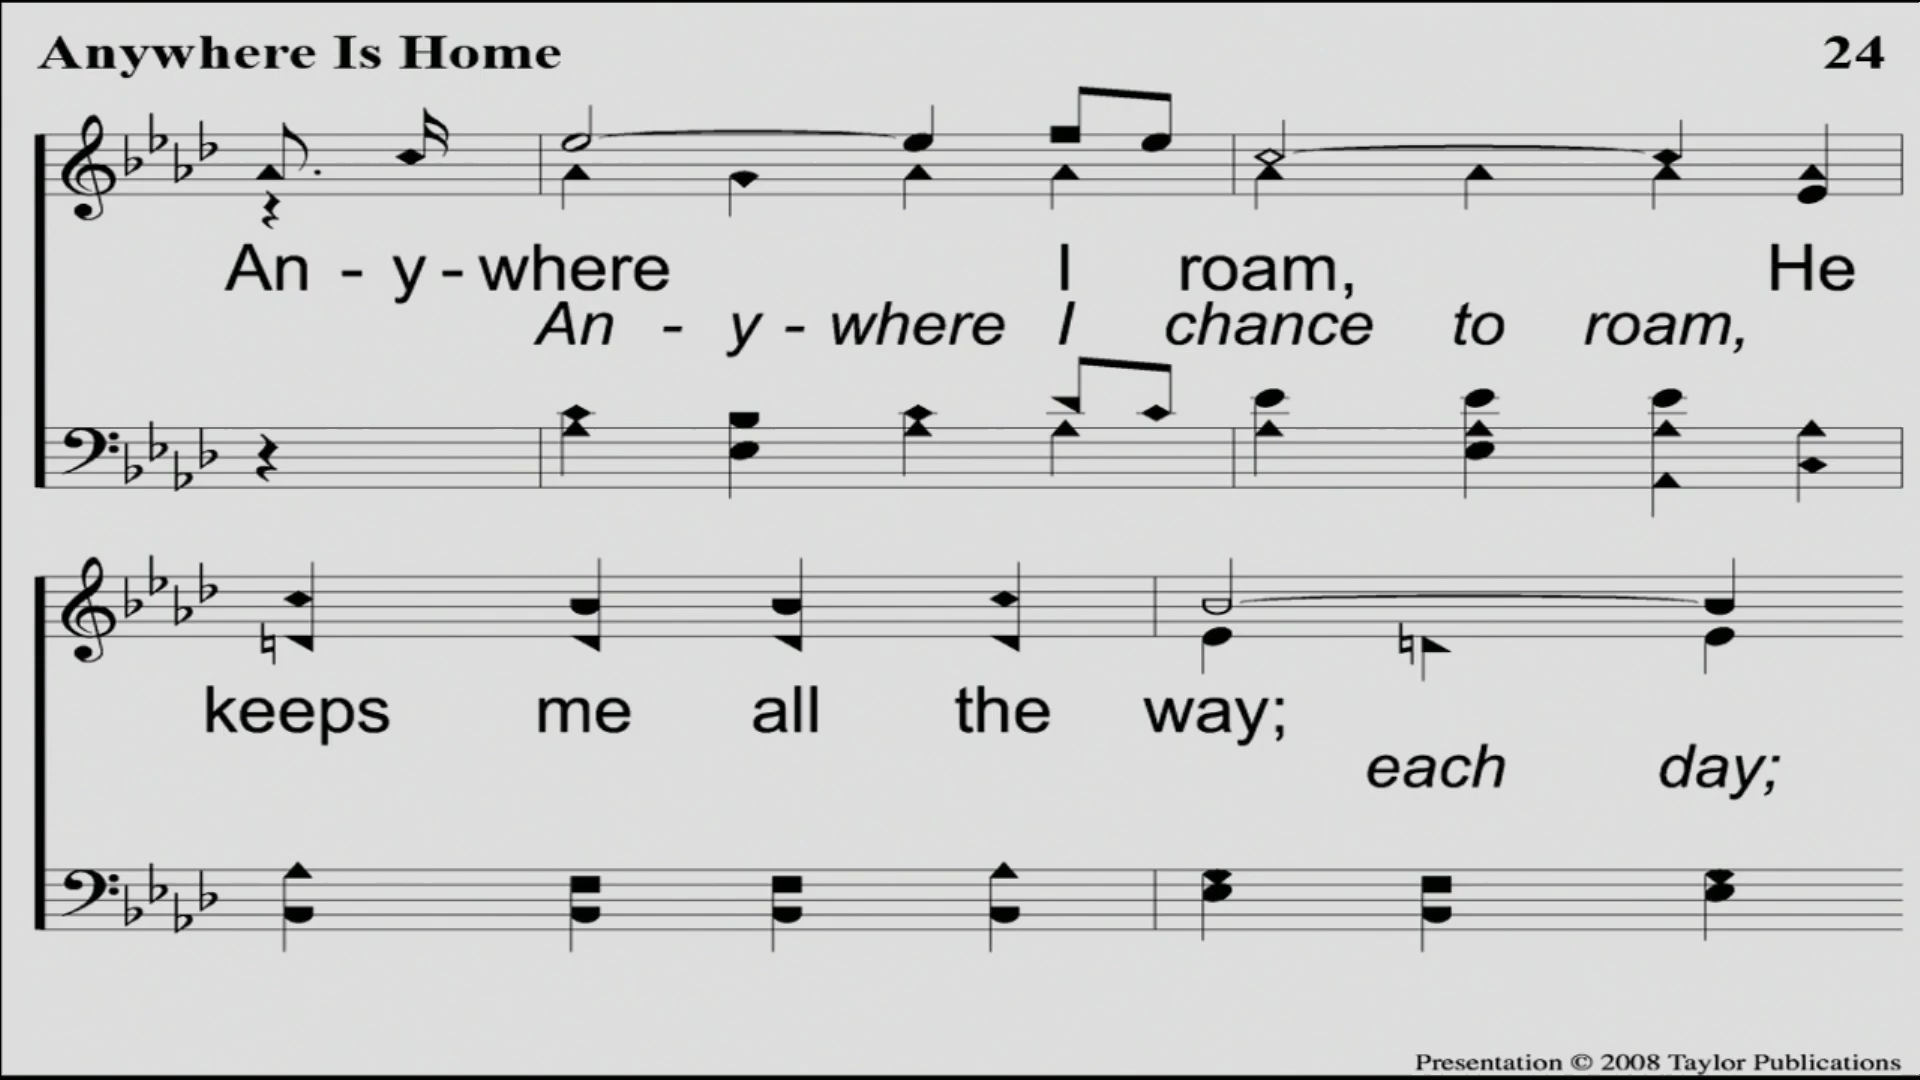 Anywhere Is Home 24
An - y - where I roam, He
An - y - where I chance to roam,
keeps me all the way;
each day;
Presentation © 2008 Taylor Publications